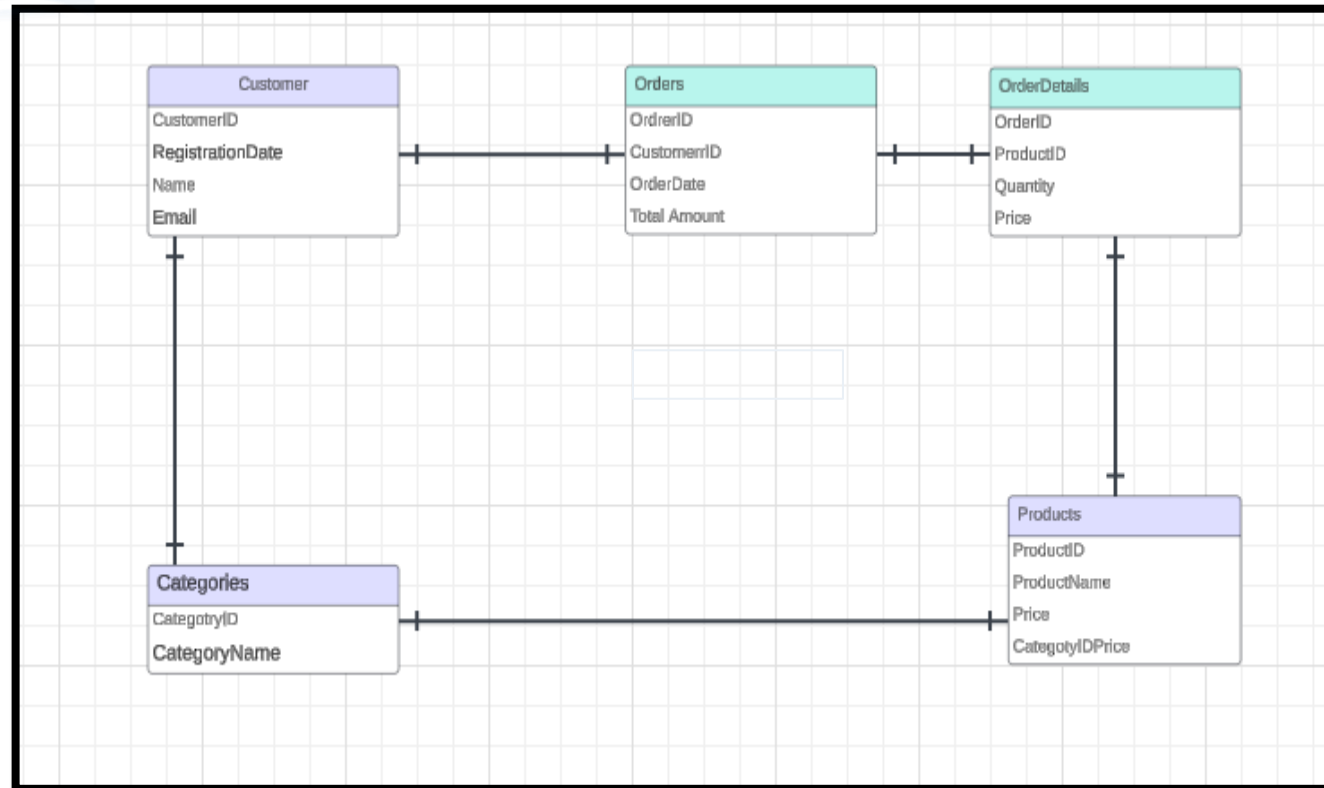 Customer
CustomerID
RegistrationDate
Name
Email
Orders
OrdrerID
CustomerrID
OrderDate
Total Amount
OrderDetails
OrderID
ProductID
Quantity
Price
Categories
CategotryID
CategoryName
Products
ProductID
ProductName
Price
CategotyIDPrice